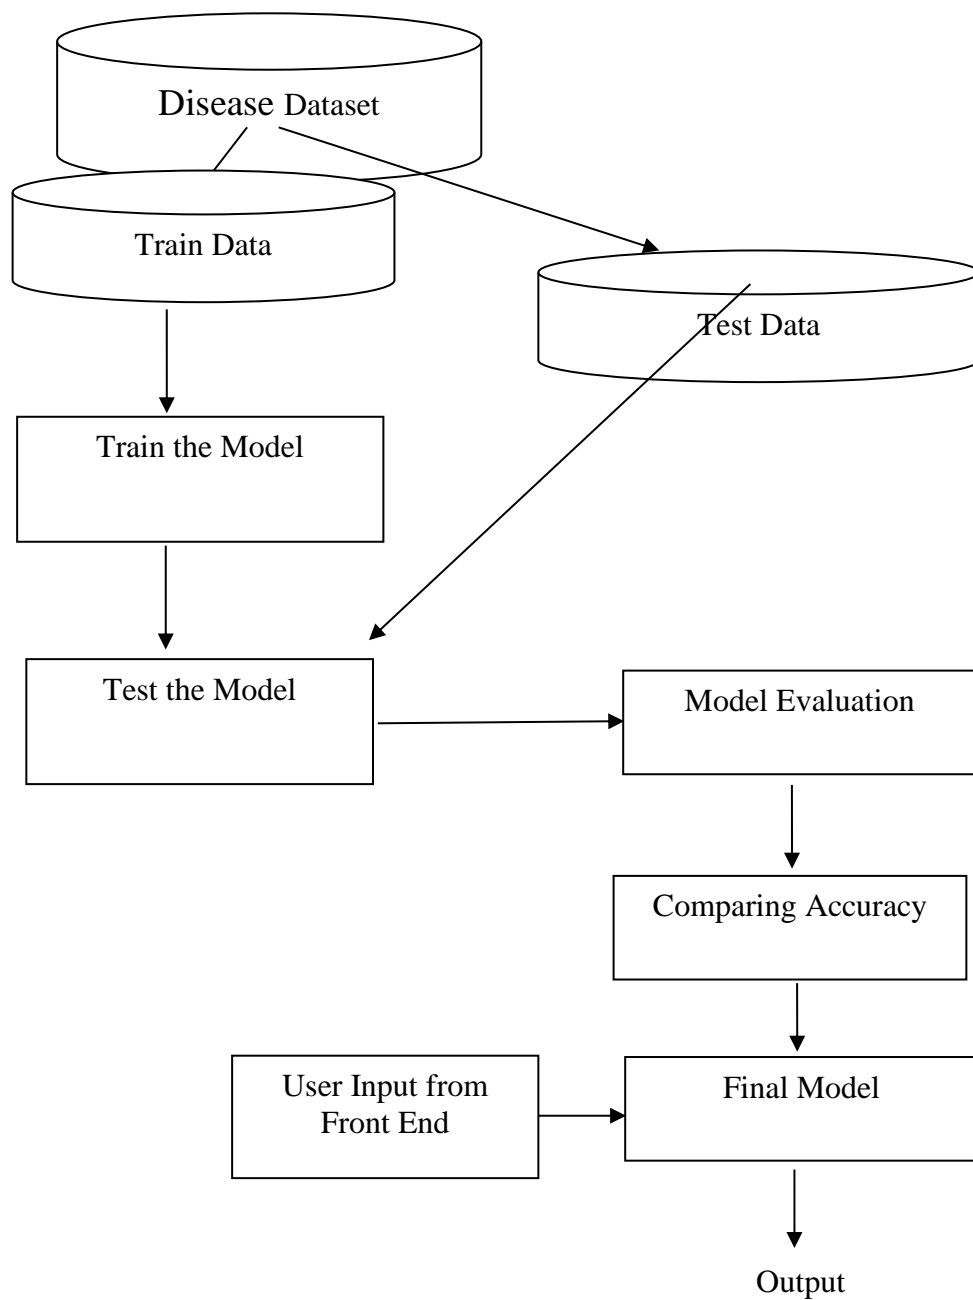 Disease Dataset
Train Data
Test Data
Train the Model
Test the Model
Model Evaluation
Comparing Accuracy
User Input from
Front End
Final Model
Output